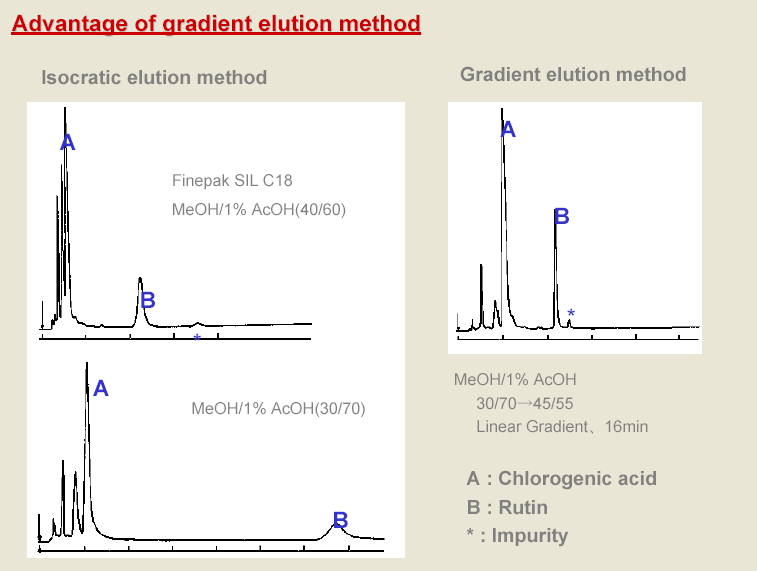 Advantage of gradient elution method
Isocratic elution method
A
Finepak SIL C18
MeOH/1% AcOH(40/60)
B
*
A
MeOH/1% AcOH(30/70)
B
Gradient elution method
A
B
*
MeOH/1% AcOH
30/70→45/55
Linear Gradient、16min
A : Chlorogenic acid
B : Rutin
* : Impurity